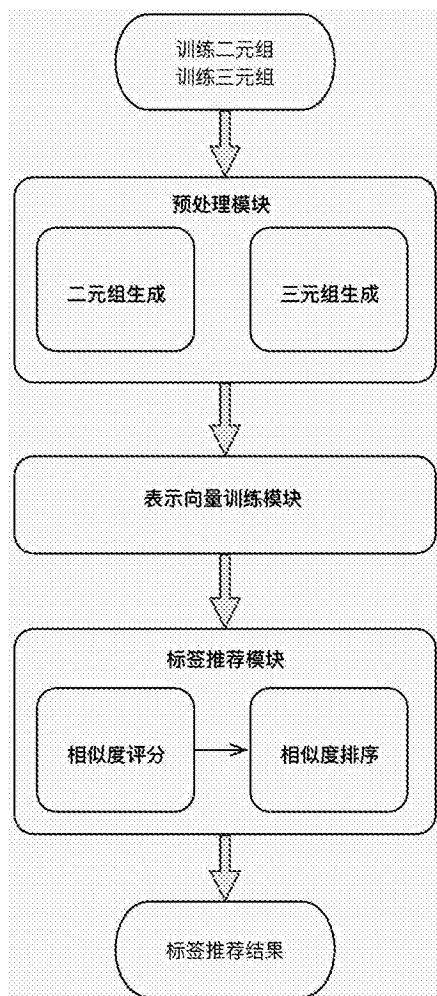 训练二元组
训练三元组
预处理模块
二元组生成
三元组生成
表示向量训练模块
标签推荐模块
相似度评分
相似度排序
标签推荐结果